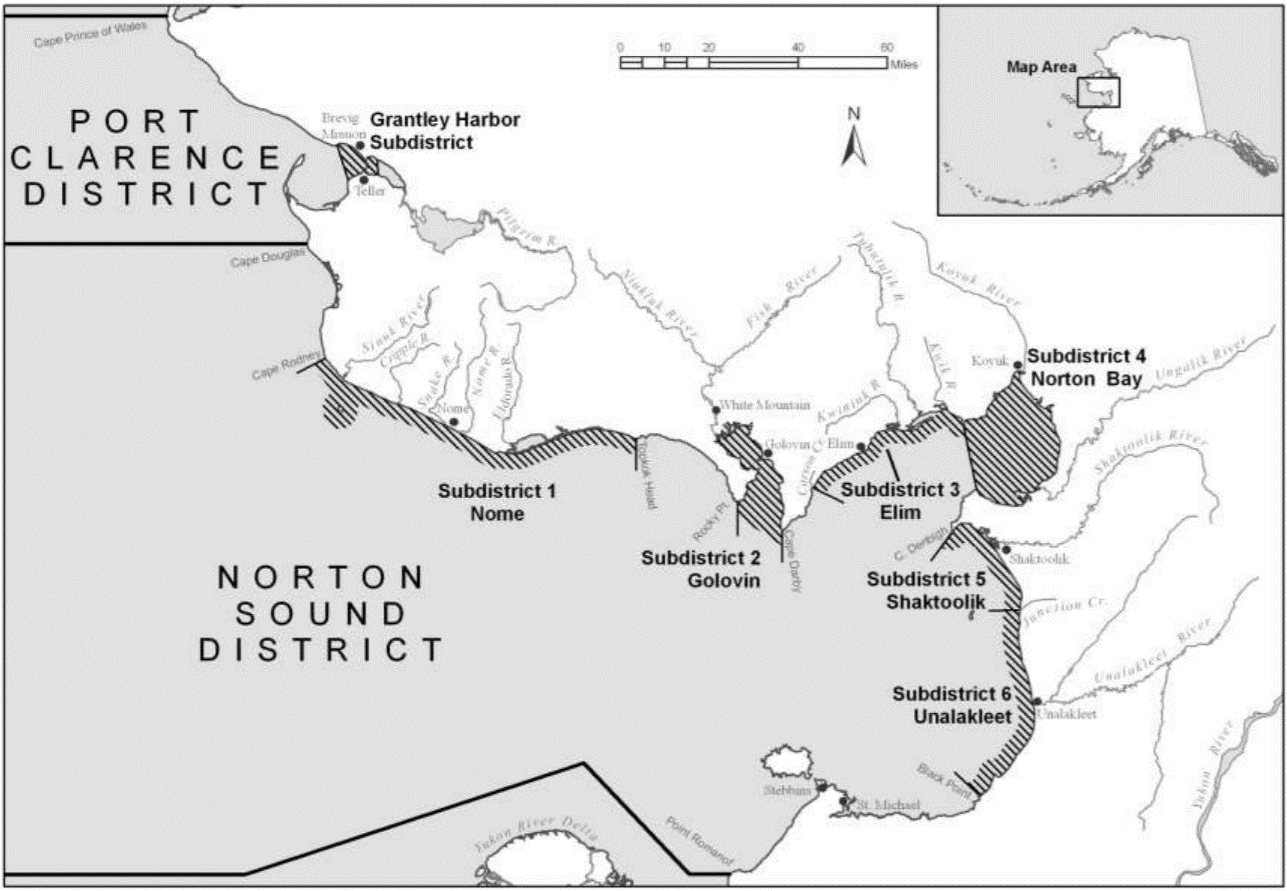 Cape Prince of Wales
0 10 20 40 60
Miles
Map Area
N
PORT
CLARENCE
DISTRICT
Brevig
Mission
Grantley Harbor
Subdistrict
Teller
Pilgrim R.
Cape Douglas
Niukluk River
Fish River
Tubutulik R.
Koyuk River
Sinuk River
Cripple R.
Snake R.
Nome R.
Eldorado R.
Cape Rodney
Nome
Koyuk
Subdistrict 4
Norton Bay
Ungalik River
Kwik R.
White Mountain
Kwiniuk R.
Golovin
Elim
Carson C.
Shaktoolik River
Topkok Head
Subdistrict 1
Nome
Subdistrict 3
Elim
Rocky Pt.
Cape Darby
C. Denbigh
Subdistrict 2
Golovin
Shaktoolik
Subdistrict 5
Shaktoolik
Junction Cr.
NORTON
SOUND
DISTRICT
Unalakleet River
Subdistrict 6
Unalakleet
Unalakleet
Black Point
Stebbins
St. Michael
Yukon River
Point Romanof
Yukon River Delta